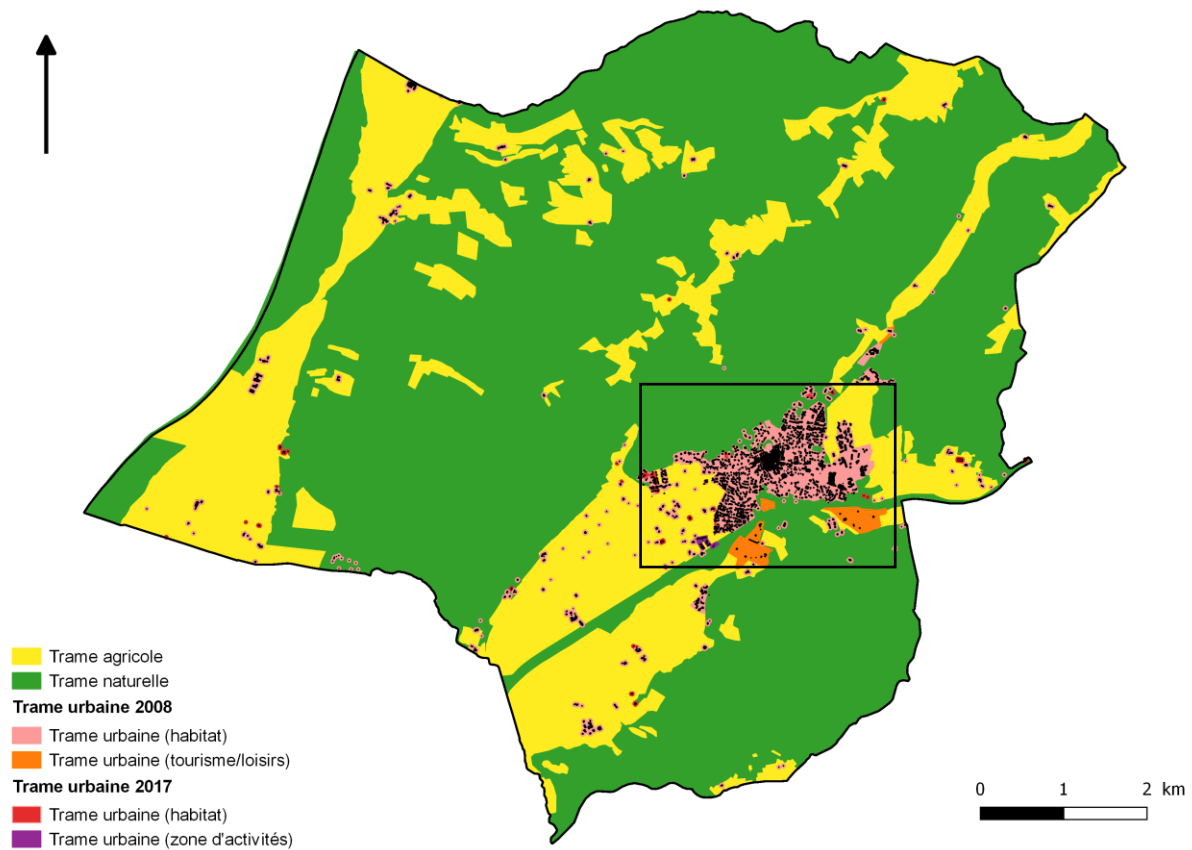 Trame agricole
Trame naturelle
Trame urbaine 2008
Trame urbaine (habitat)
Trame urbaine (tourisme/loisirs)
Trame urbaine 2017
Trame urbaine (habitat)
Trame urbaine (zone d'activités)
0 1 2 km